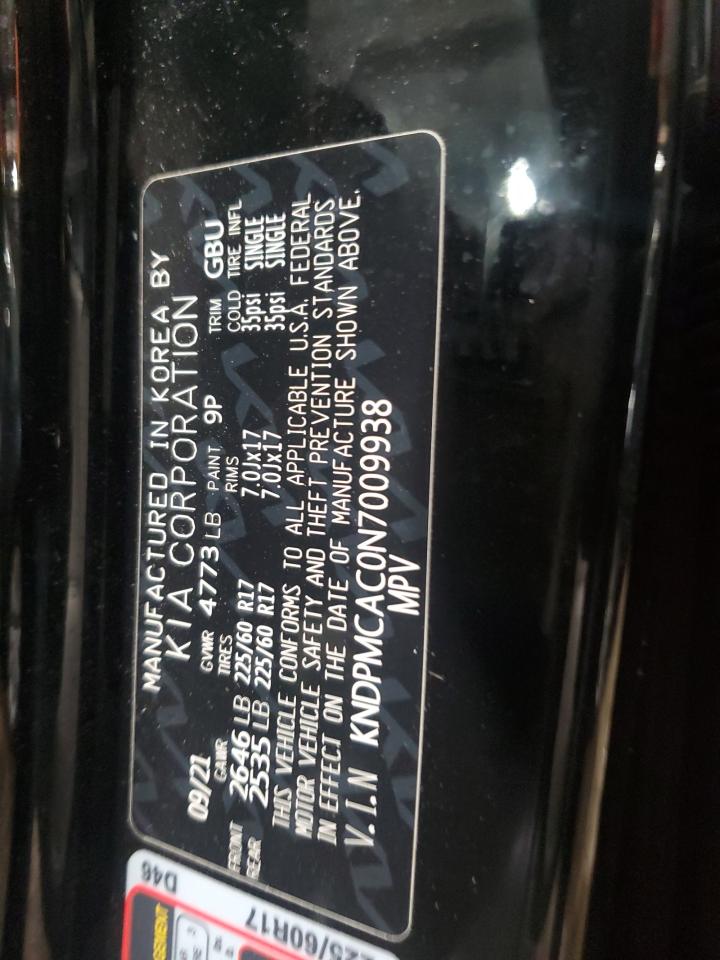 MANUFACTURED IN KOREA BY
KIA CORPORATION
09/21 GVWR 4773 LB PAINT 9P TRIM GBU
GAWR TIRES RIMS COLD TIRE INFL
FRONT 2646 LB 225/60 R17 7.0Jx17 35psi SINGLE
REAR 2535 LB 225/60 R17 7.0Jx17 35psi SINGLE
THIS VEHICLE CONFORMS TO ALL APPLICABLE U.S.A. FEDERAL
MOTOR VEHICLE SAFETY AND THEFT PREVENTION STANDARDS
IN EFFECT ON THE DATE OF MANUFACTURE SHOWN ABOVE.
V.I.N KNDPMCAC0N7009938
MPV
D46
225/60R17